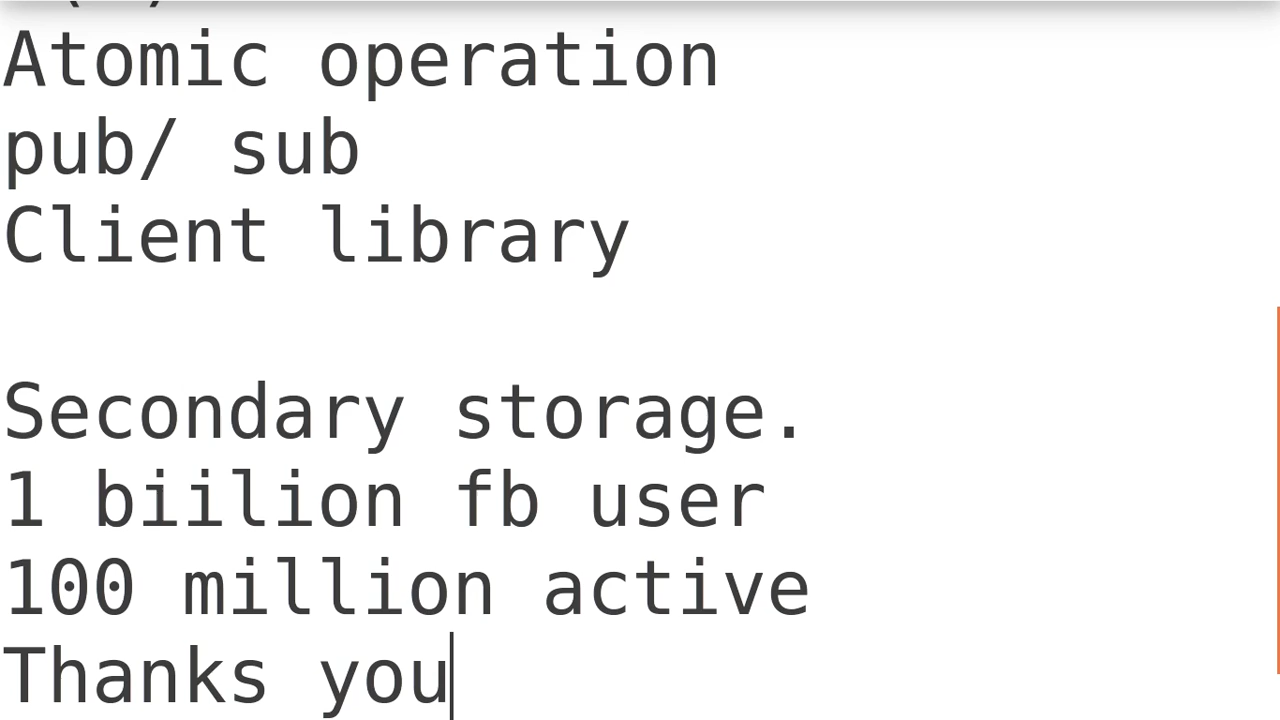 Atomic operation
pub/ sub
Client library
Secondary storage.
1 biilion fb user
100 million active
Thanks you